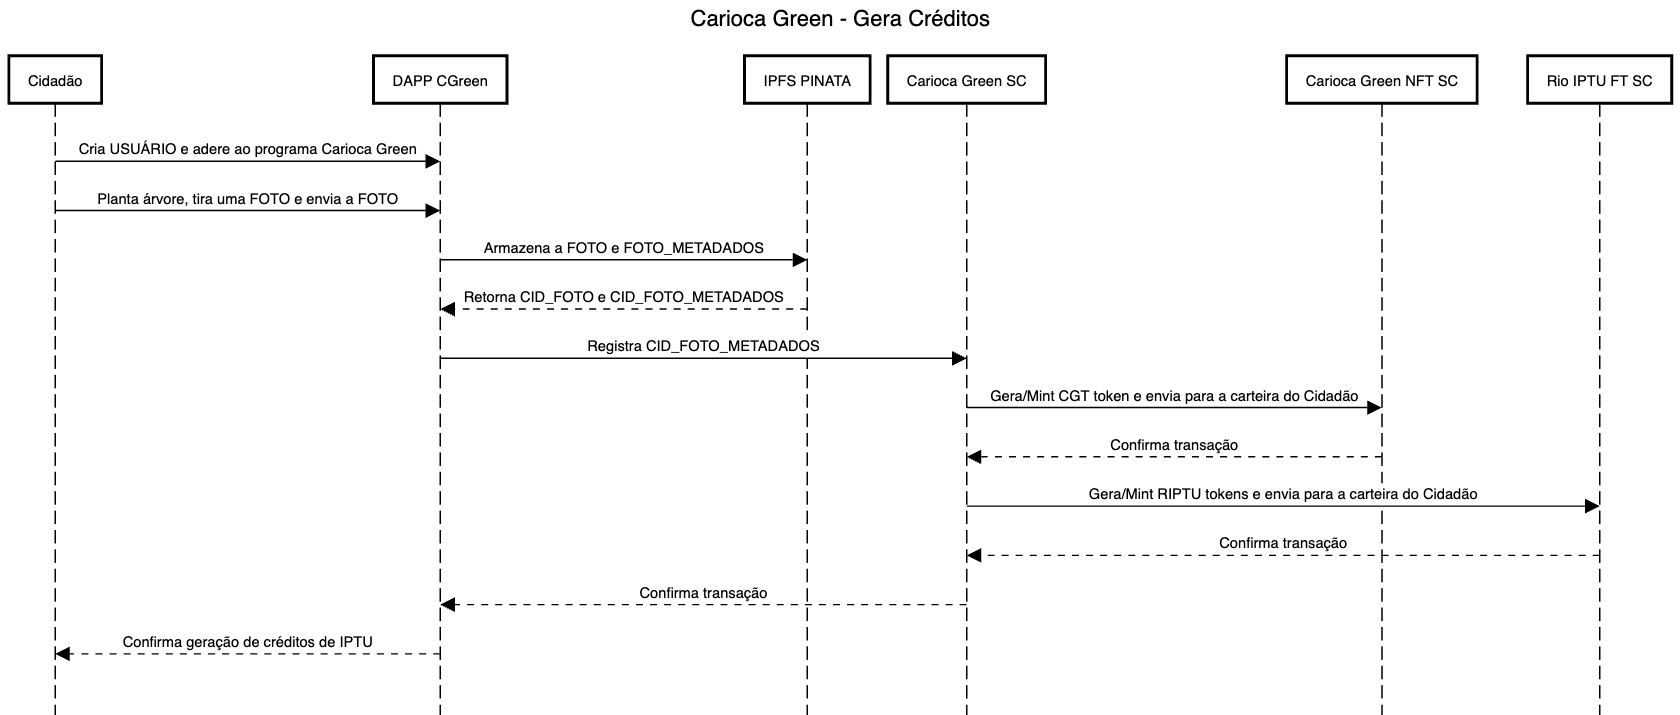 Carioca Green - Gera Créditos
Cidadão
DAPP CGreen
IPFS PINATA
Carioca Green SC
Carioca Green NFT SC
Rio IPTU FT SC
Cria USUÁRIO e adere ao programa Carioca Green
Planta árvore, tira uma FOTO e envia a FOTO
Armazena a FOTO e FOTO_METADADOS
Retorna CID_FOTO e CID_FOTO_METADADOS
Registra CID_FOTO_METADADOS
Gera/Mint CGT token e envia para a carteira do Cidadão
Confirma transação
Gera/Mint RIPTU tokens e envia para a carteira do Cidadão
Confirma transação
Confirma transação
Confirma geração de créditos de IPTU